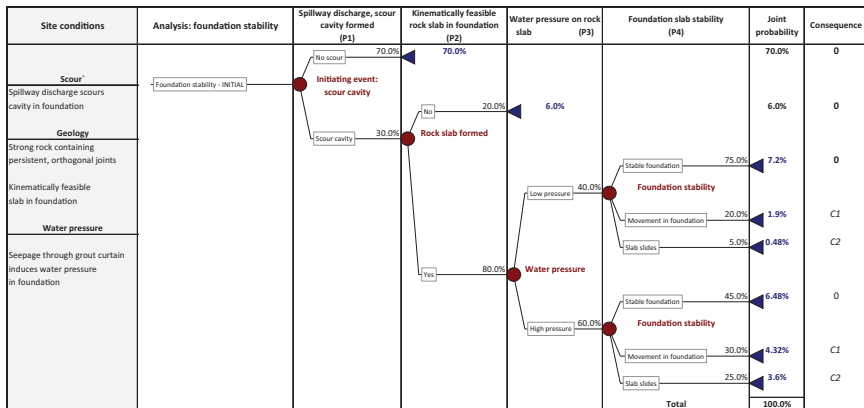 Site conditions
Analysis: foundation stability
Spillway discharge, scour
cavity formed
(P1)
Kinematically feasible
rock slab in foundation
(P2)
Water pressure on rock
slab (P3)
Foundation slab stability
(P4)
Joint
probability
Consequence
No scour 70.0% 70.0% 70.0% 0
Scour`
Foundation stability - INITIAL
Initiating event:
scour cavity
Spillway discharge scours
cavity in foundation
No 20.0% 6.0% 6.0% 0
Geology
Scour cavity 30.0% Rock slab formed
Strong rock containing
persistent, orthogonal joints
Stable foundation 75.0% 7.2% 0
Kinematically feasible
slab in foundation
Low pressure 40.0% Foundation stability
Movement in foundation 20.0% 1.9% C1
Water pressure
Slab slides 5.0% 0.48% C2
Seepage through grout curtain
induces water pressure
in foundation
Yes 80.0% Water pressure
Stable foundation 45.0% 6.48% 0
High pressure 60.0% Foundation stability
Movement in foundation 30.0% 4.32% C1
Slab slides 25.0% 3.6% C2
Total 100.0%